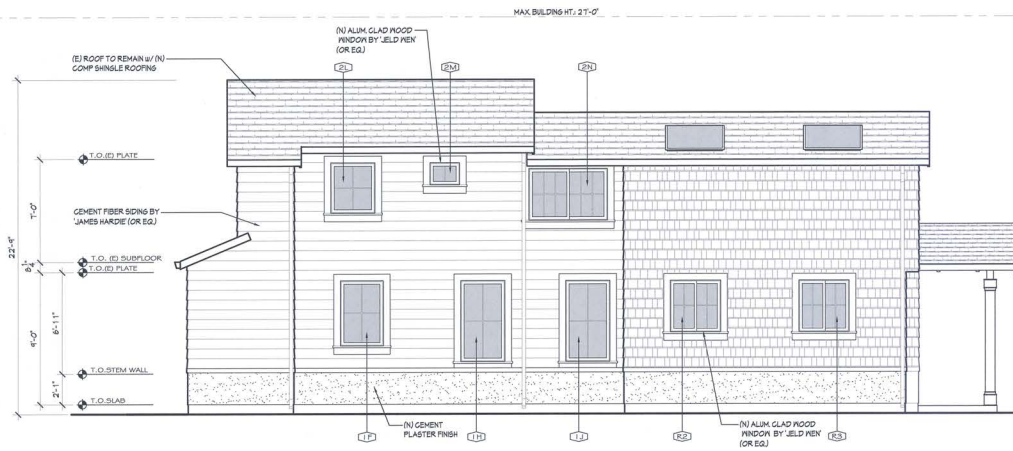 MAX. BUILDING HT.: 27'-0"
(N) ALUM. CLAD WOOD
WINDOW BY 'JELD WEN'
(OR EQ.)
(E) ROOF TO REMAIN w/ (N)
COMP SHINGLE ROOFING
2L
2M
2N
T.O.(E) PLATE
CEMENT FIBER SIDING BY
'JAMES HARDIE' (OR EQ.)
7'-0"
22'-9"
T.O. (E) SUBFLOOR
T.O.(E) PLATE
9'-0"
6'-11"
T.O.STEM WALL
2'-1"
T.O.SLAB
(N) CEMENT
PLASTER FINISH
(N) ALUM. CLAD WOOD
WINDOW BY 'JELD WEN'
(OR EQ.)
1F
1H
1J
R2
R3